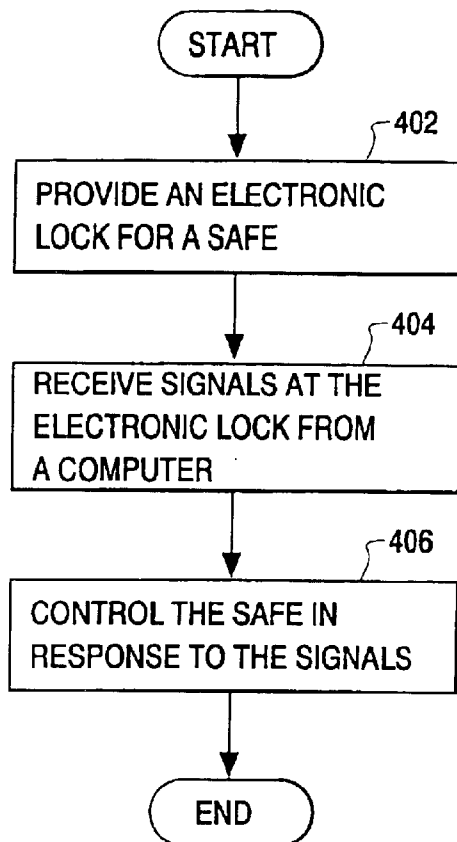 START
402
PROVIDE AN ELECTRONIC
LOCK FOR A SAFE
404
RECEIVE SIGNALS AT THE
ELECTRONIC LOCK FROM
A COMPUTER
406
CONTROL THE SAFE IN
RESPONSE TO THE SIGNALS
END